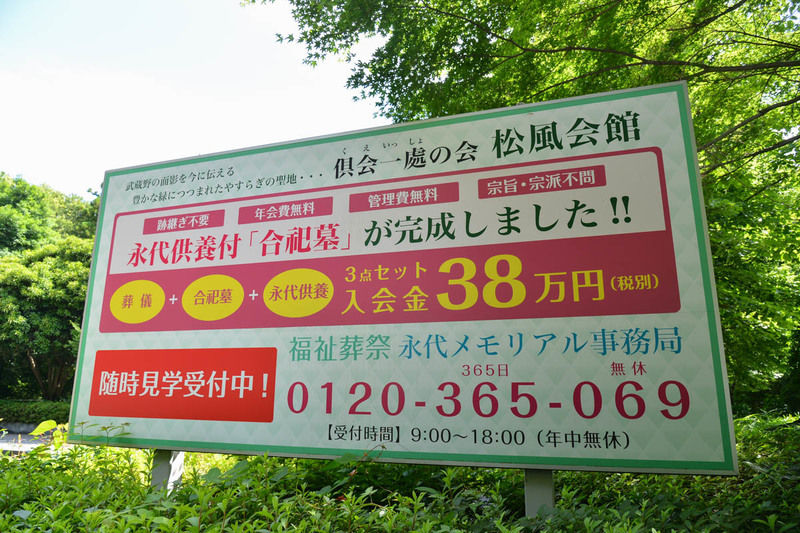 武蔵野の面影を今に伝える
豊かな緑につつまれたやすらぎの聖地・・・
くえいっしょ
倶会一處の会 松風会館
跡継ぎ不要 年会費無料 管理費無料 宗旨・宗派不問
永代供養付「合祀墓」が完成しました!!
葬儀+合祀墓+永代供養
3点セット
入会金38万円(税別)
福祉葬祭 永代メモリアル事務局
随時見学受付中!
365日 無休
0120-365-069
【受付時間】9:00〜18:00(年中無休)